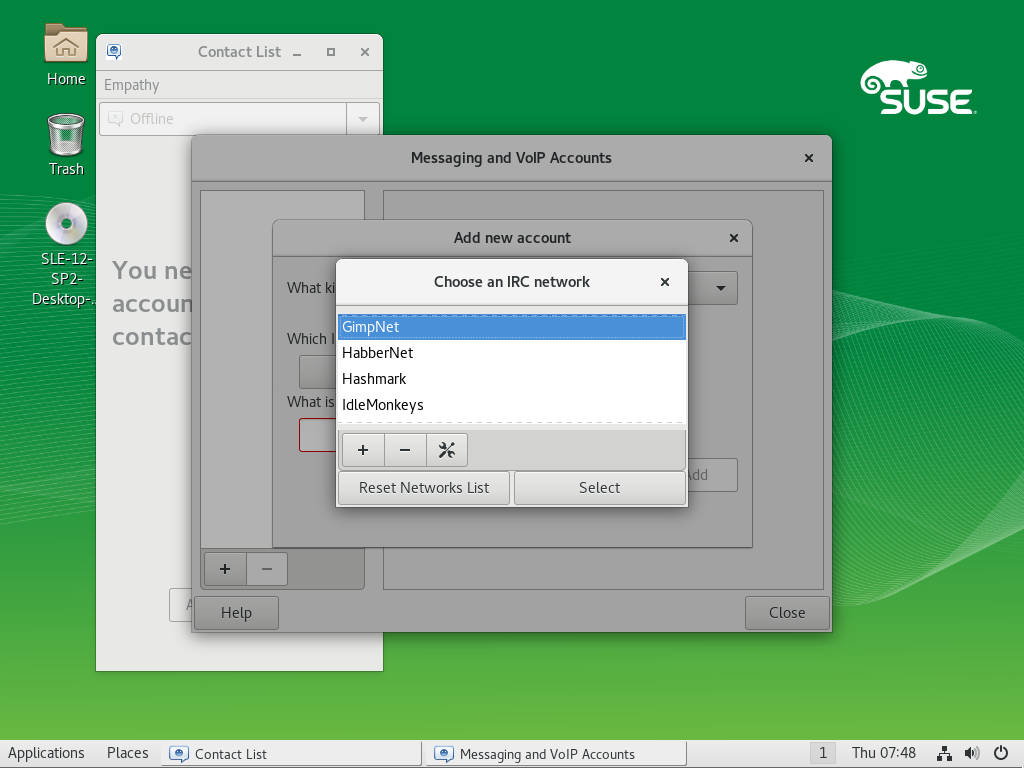 Home
Trash
SLE-12-
SP2-
Desktop-..
SUSE
Contact List
Empathy
Offline
You ne
accoun
contac
Messaging and VoIP Accounts
Add new account
What ki
Which I
What is
Add
Choose an IRC network
GimpNet
HabberNet
Hashmark
IdleMonkeys
Reset Networks List
Select
A
Help
Close
Applications
Places
Contact List
Messaging and VoIP Accounts
1
Thu 07:48